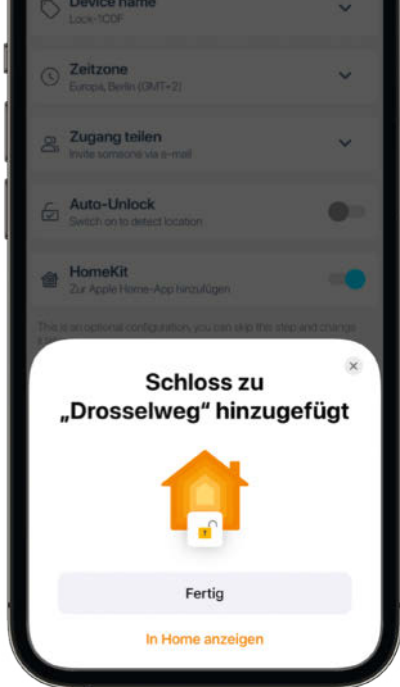 Device name
Lock-1CDF
Zeitzone
Europa, Berlin (GMT+2)
Zugang teilen
Invite someone via e-mail
Auto-Unlock
Switch on to detect location
HomeKit
Zur Apple Home-App hinzufügen
This is an optional configuration, you can skip this step and change
Schloss zu
„Drosselweg“ hinzugefügt
Fertig
In Home anzeigen